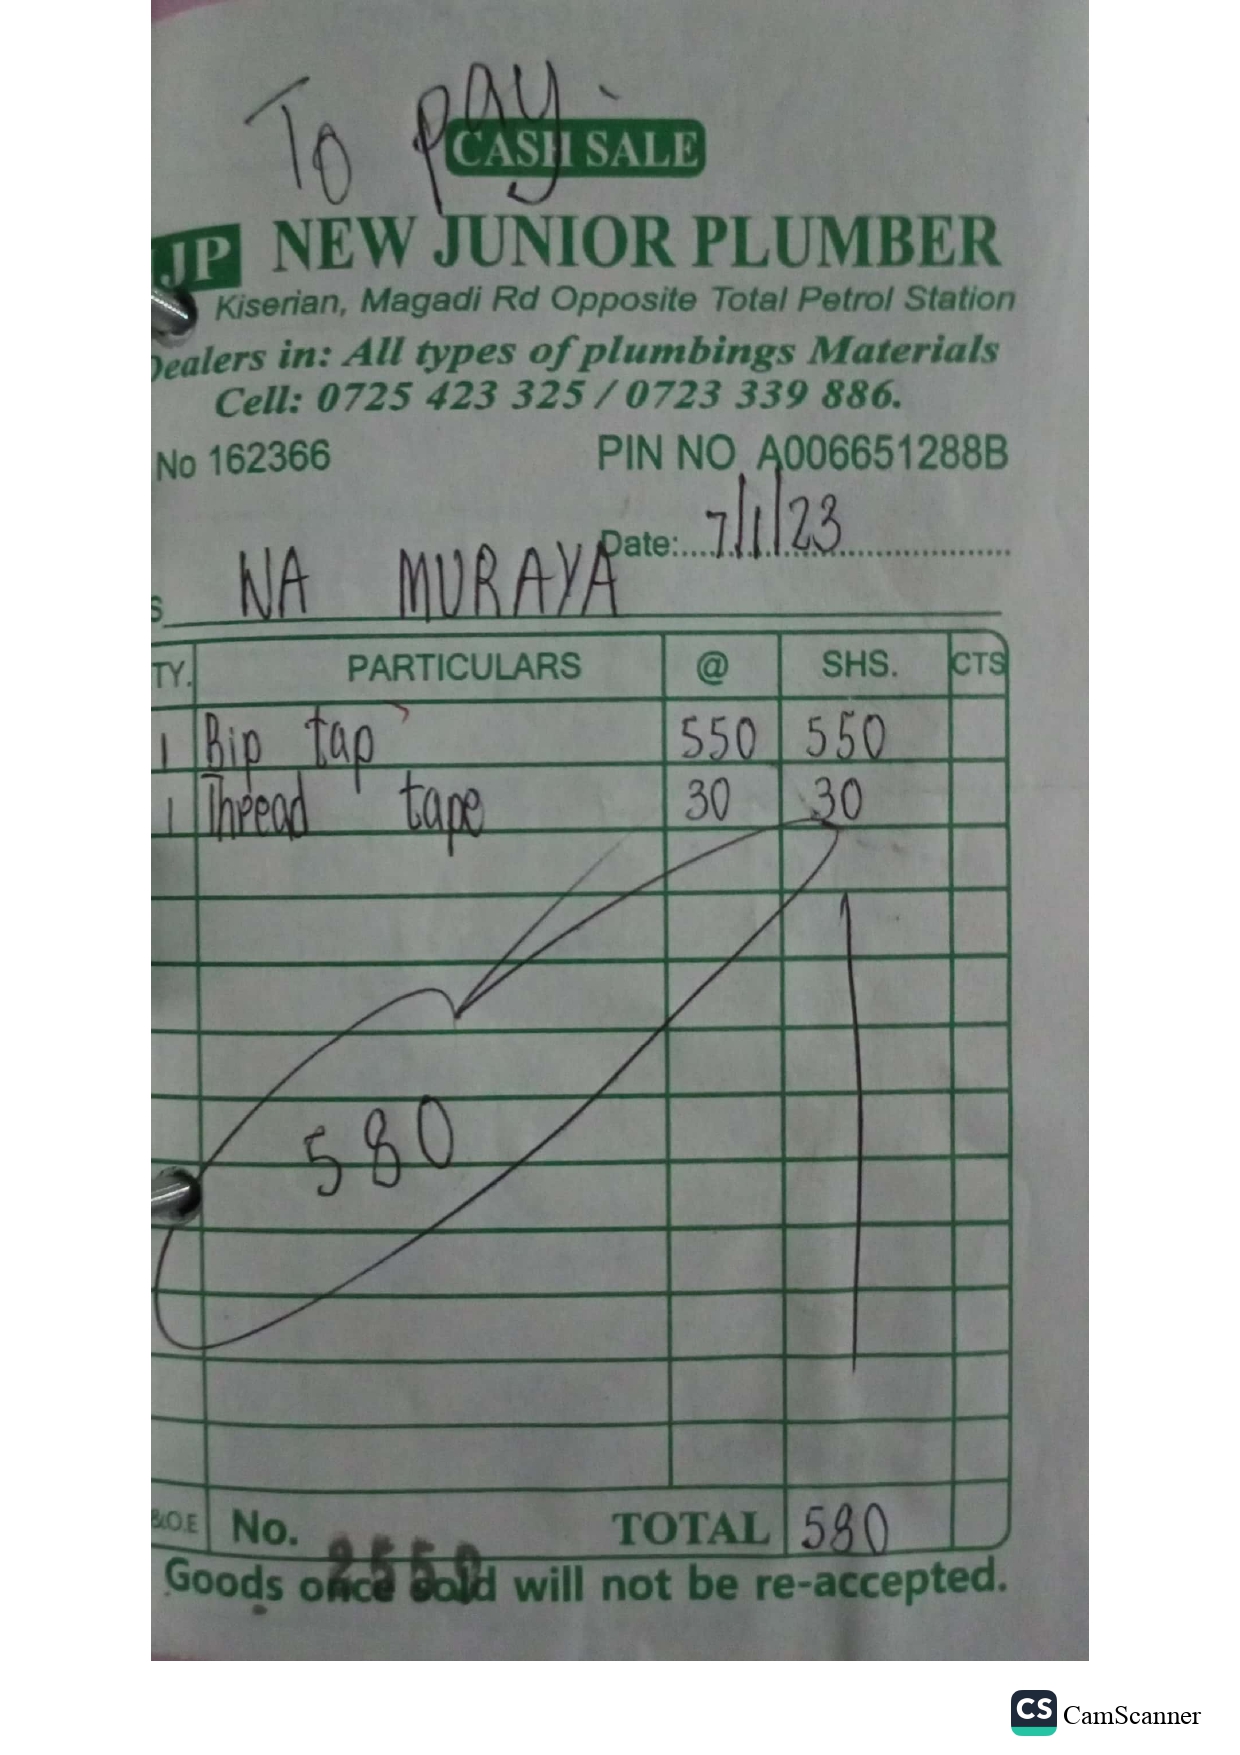 To pay.
CASH SALE
JP NEW JUNIOR PLUMBER
Kiserian, Magadi Rd Opposite Total Petrol Station
Dealers in: All types of plumbings Materials
Cell: 0725 423 325 / 0723 339 886.
No 162366 PIN NO A006651288B
Date: 7/1/23
S WA MURAYA
TY. PARTICULARS @ SHS. CTS
1 Bip tap 550 550
1 Thread tape 30 30
580
&O.E No. TOTAL 580
Goods once sold will not be re-accepted.
CS CamScanner